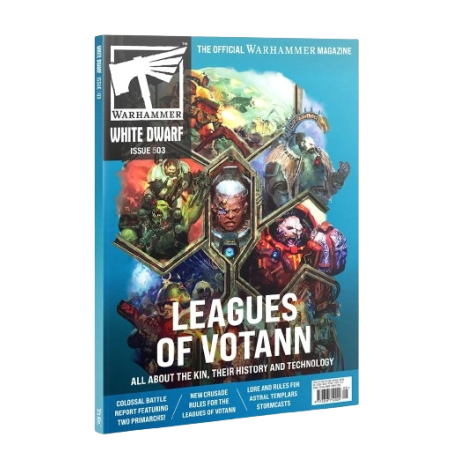 THE OFFICIAL WARHAMMER MAGAZINE
WARHAMMER
WHITE DWARF
ISSUE 503
WHITE DWARF
LEAGUES
OF VOTANN
ALL ABOUT THE KIN, THEIR HISTORY AND TECHNOLOGY
COLOSSAL BATTLE
REPORT FEATURING
TWO PRIMARCHS!
NEW CRUSADE
RULES FOR THE
LEAGUES OF VOTANN
LORE AND RULES FOR
ASTRAL TEMPLARS
STORMCASTS